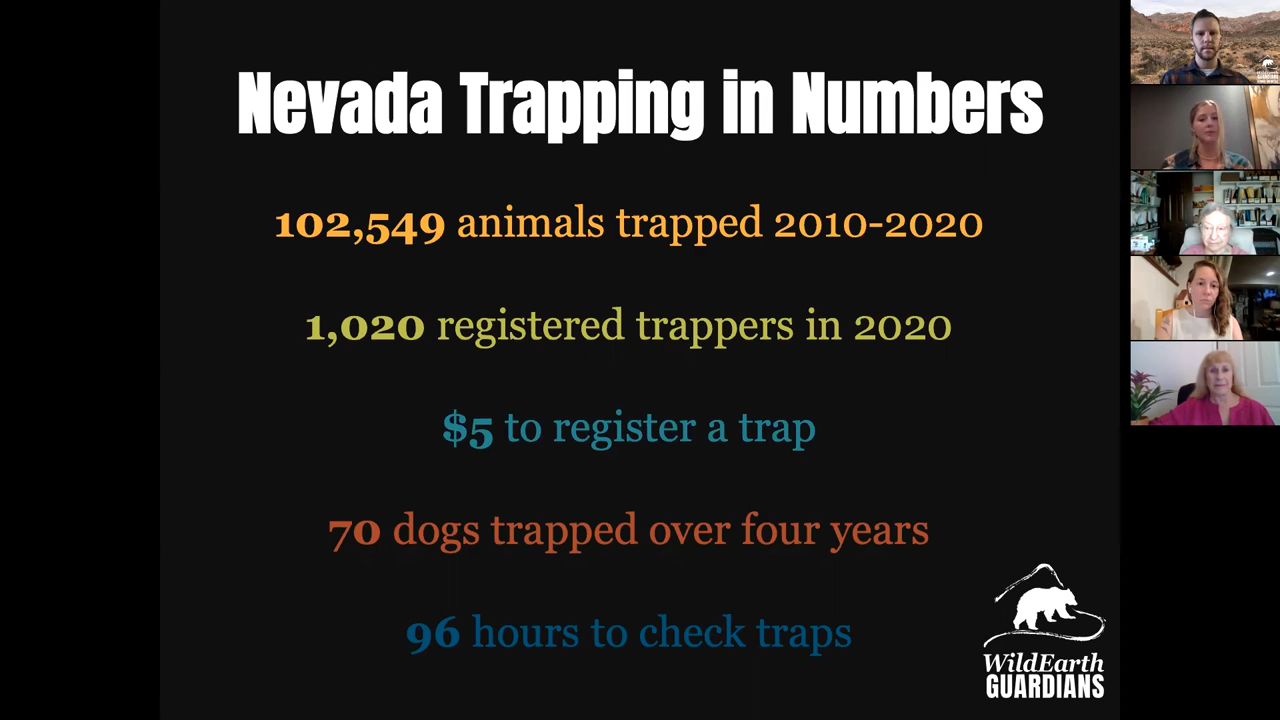 Nevada Trapping in Numbers
102,549 animals trapped 2010-2020
1,020 registered trappers in 2020
$5 to register a trap
70 dogs trapped over four years
96 hours to check traps
WildEarth
GUARDIANS